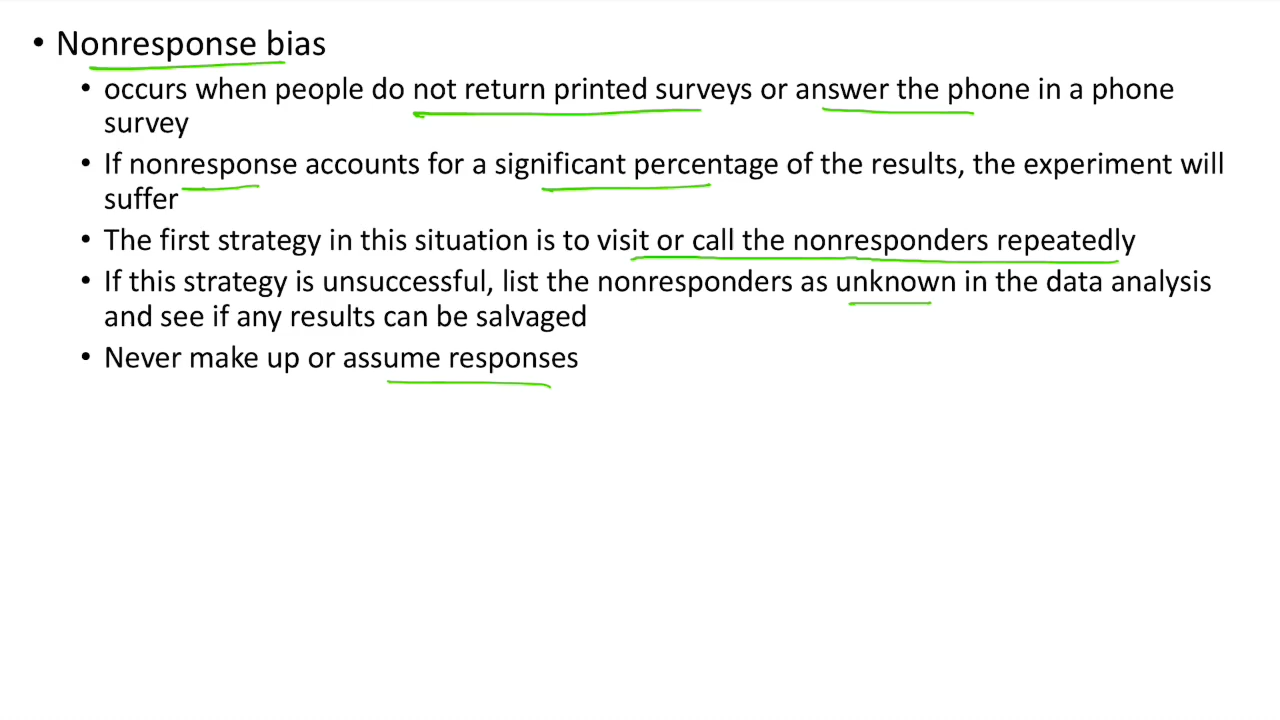 • Nonresponse bias
• occurs when people do not return printed surveys or answer the phone in a phone
survey
• If nonresponse accounts for a significant percentage of the results, the experiment will
suffer
• The first strategy in this situation is to visit or call the nonresponders repeatedly
• If this strategy is unsuccessful, list the nonresponders as unknown in the data analysis
and see if any results can be salvaged
• Never make up or assume responses